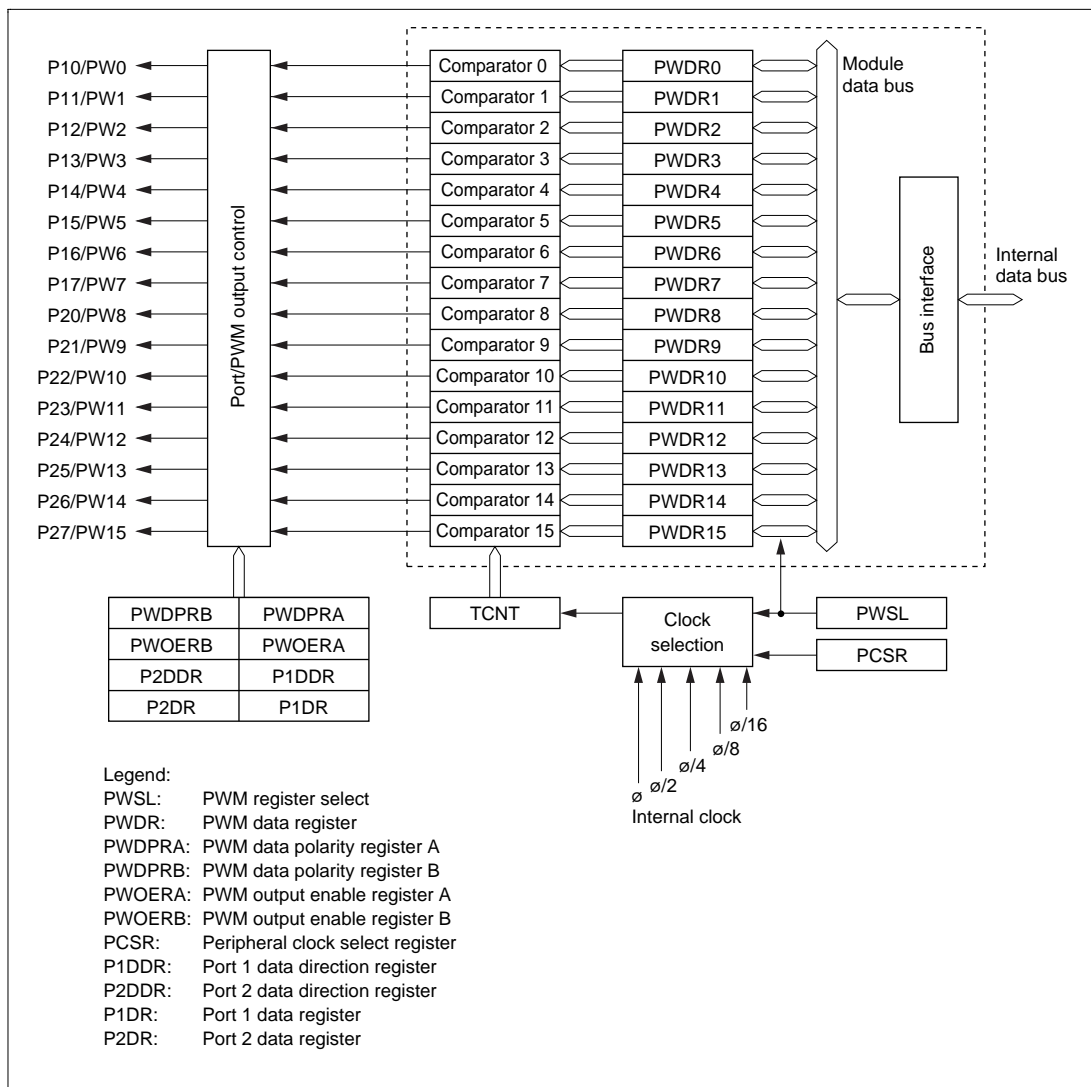 P10/PW0 Comparator 0 PWDR0 Module
P11/PW1 Comparator 1 PWDR1 data bus
P12/PW2 Comparator 2 PWDR2
P13/PW3 Comparator 3 PWDR3
P14/PW4 Comparator 4 PWDR4
P15/PW5 Comparator 5 PWDR5
P16/PW6 Comparator 6 PWDR6 Internal
P17/PW7 Comparator 7 PWDR7 data bus
P20/PW8 Comparator 8 PWDR8
P21/PW9 Comparator 9 PWDR9
P22/PW10 Comparator 10 PWDR10
P23/PW11 Comparator 11 PWDR11
P24/PW12 Comparator 12 PWDR12
P25/PW13 Comparator 13 PWDR13
P26/PW14 Comparator 14 PWDR14
P27/PW15 Comparator 15 PWDR15
Port/PWM output control
Bus interface
PWDPRB PWDPRA TCNT Clock PWSL
PWOERB PWOERA selection PCSR
P2DDR P1DDR
P2DR P1DR
ø/16
ø/8
ø/4
ø/2
ø
Internal clock
Legend:
PWSL: PWM register select
PWDR: PWM data register
PWDPRA: PWM data polarity register A
PWDPRB: PWM data polarity register B
PWOERA: PWM output enable register A
PWOERB: PWM output enable register B
PCSR: Peripheral clock select register
P1DDR: Port 1 data direction register
P2DDR: Port 2 data direction register
P1DR: Port 1 data register
P2DR: Port 2 data register